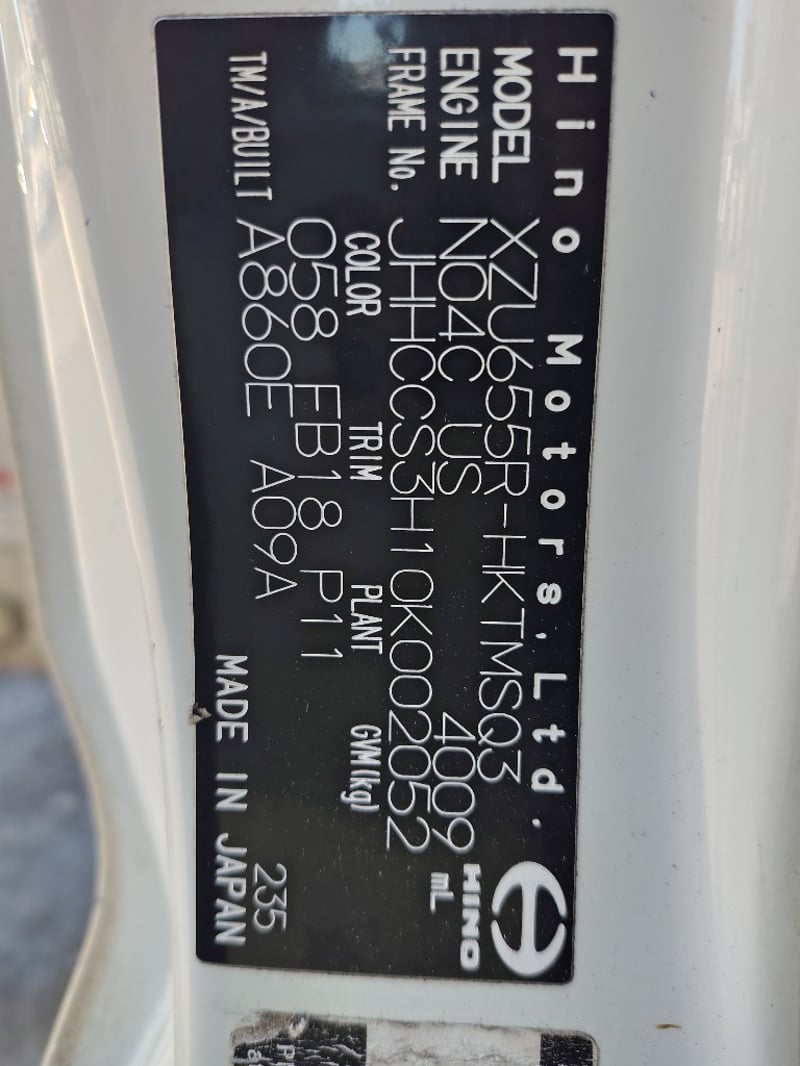 Hino Motors, Ltd.
MODEL XZU655R-HKTMSQ3
ENGINE N04C US 4009 mL
HINO
FRAME No. JHHCCS3H10K002052
COLOR TRIM PLANT GVM(kg)
058 FB18 P11
TM/A/BUILT A860E A09A 235
MADE IN JAPAN